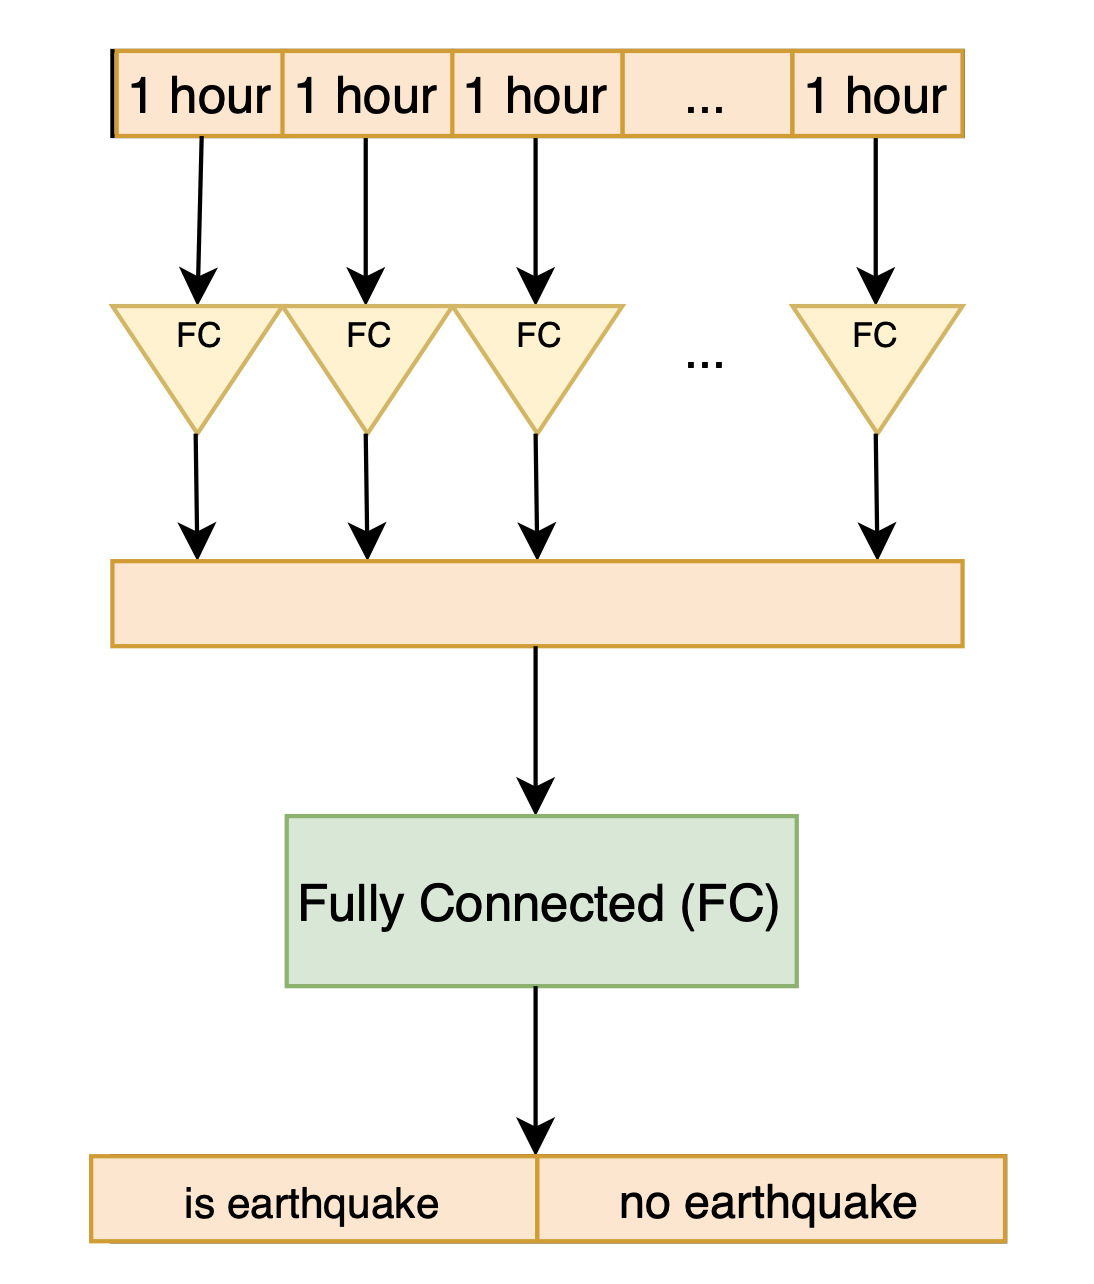 1 hour 1 hour 1 hour ... 1 hour
FC FC FC ... FC
Fully Connected (FC)
is earthquake no earthquake